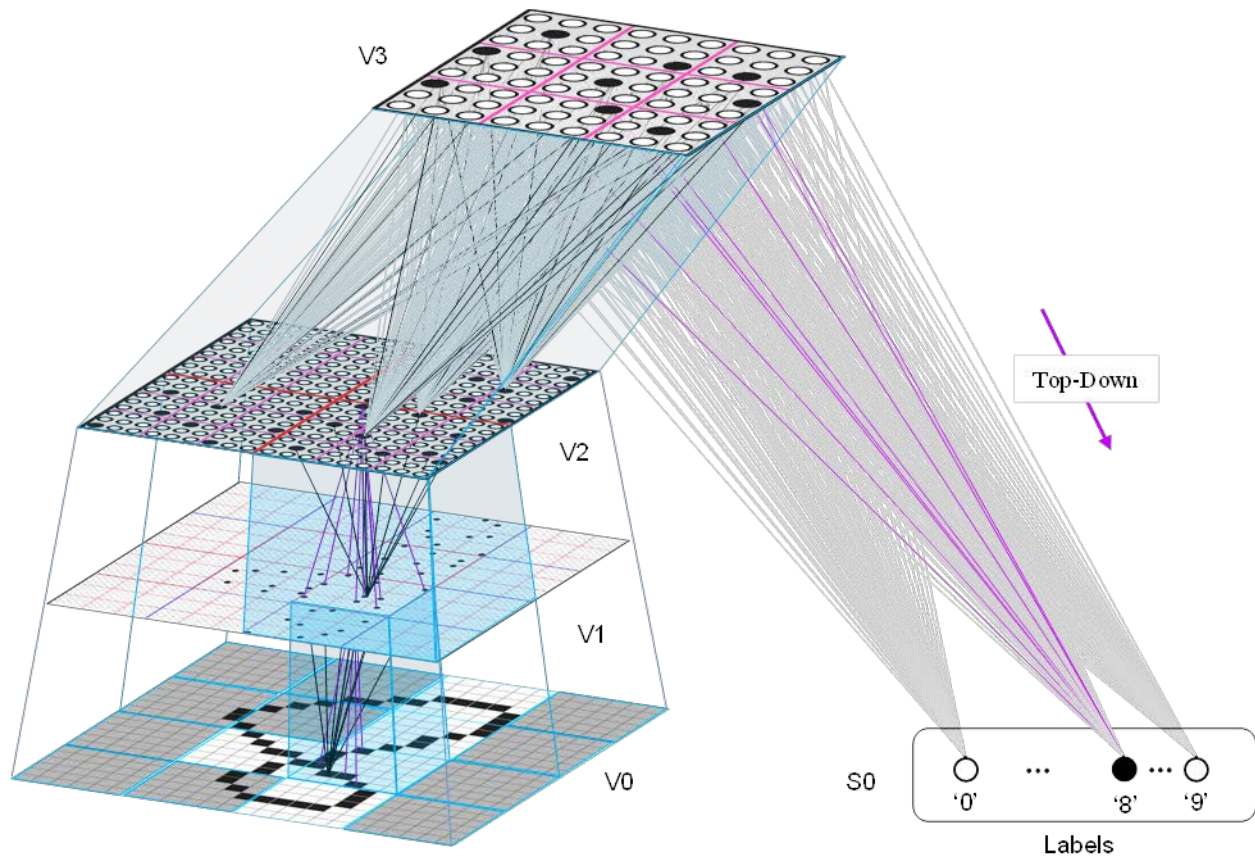 V3
Top-Down
V2
V1
V0
S0
... ...
‘0’ ‘8’ ‘9’
Labels